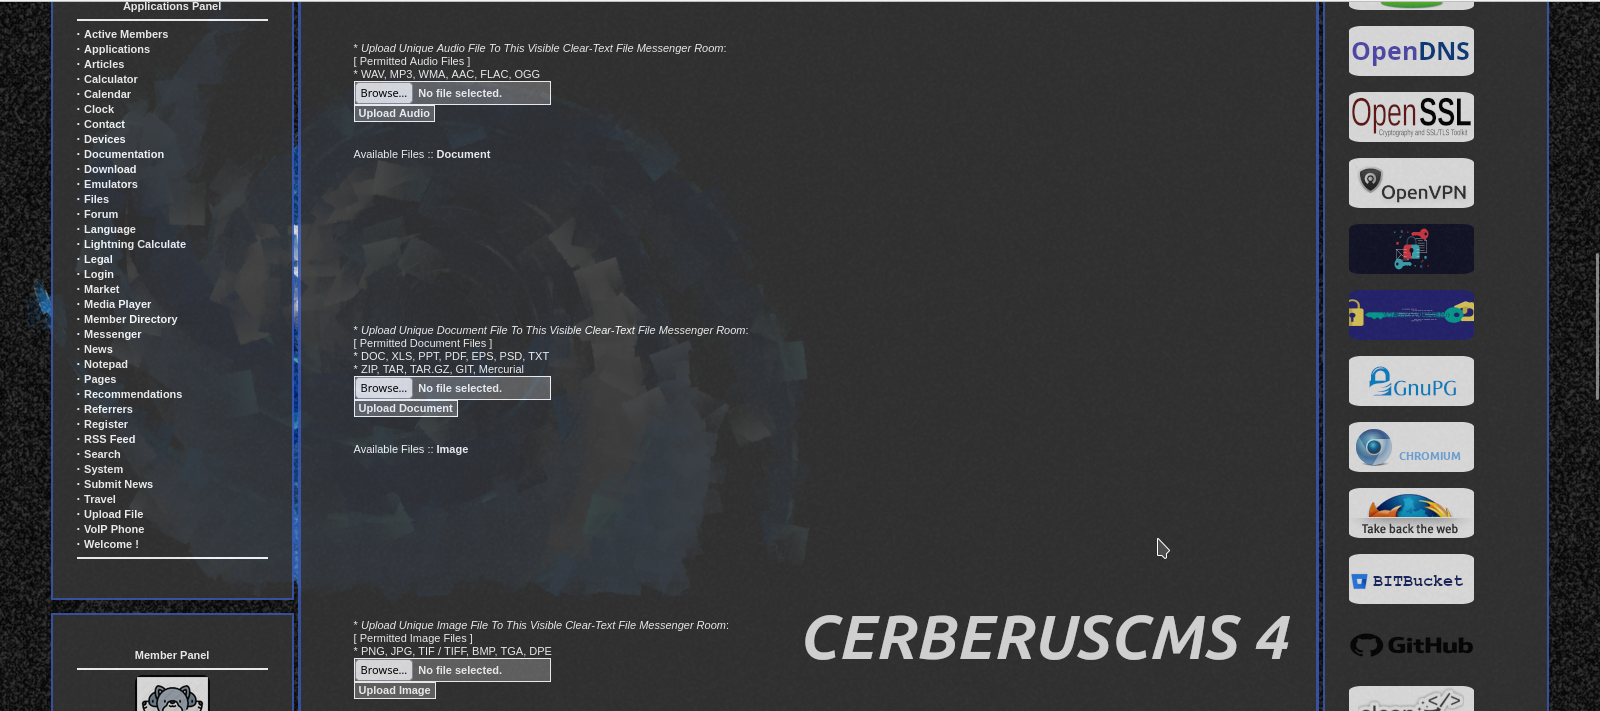 Applications Panel
· Active Members
· Applications
· Articles
· Calculator
· Calendar
· Clock
· Contact
· Devices
· Documentation
· Download
· Emulators
· Files
· Forum
· Language
· Lightning Calculate
· Legal
· Login
· Market
· Media Player
· Member Directory
· Messenger
· News
· Notepad
· Pages
· Recommendations
· Referrers
· Register
· RSS Feed
· Search
· System
· Submit News
· Travel
· Upload File
· VoIP Phone
· Welcome !
Member Panel
* Upload Unique Audio File To This Visible Clear-Text File Messenger Room:
[ Permitted Audio Files ]
* WAV, MP3, WMA, AAC, FLAC, OGG
Browse... No file selected.
Upload Audio
Available Files :: Document
* Upload Unique Document File To This Visible Clear-Text File Messenger Room:
[ Permitted Document Files ]
* DOC, XLS, PPT, PDF, EPS, PSD, TXT
* ZIP, TAR, TAR.GZ, GIT, Mercurial
Browse... No file selected.
Upload Document
Available Files :: Image
* Upload Unique Image File To This Visible Clear-Text File Messenger Room:
[ Permitted Image Files ]
* PNG, JPG, TIF / TIFF, BMP, TGA, DPE
Browse... No file selected.
Upload Image
CERBERUSCMS 4
OpenDNS
OpenSSL
Cryptography and SSL/TLS Toolkit
OpenVPN
GnuPG
CHROMIUM
Take back the web
BITBucket
GitHub